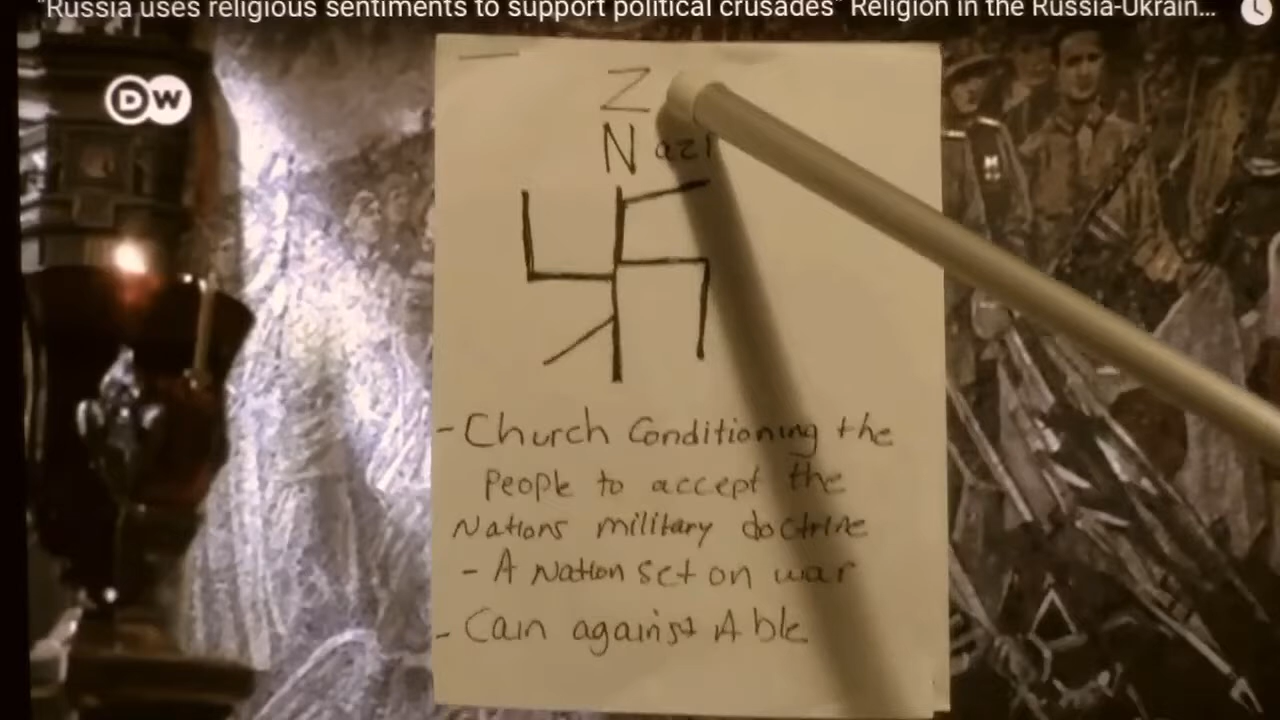 "Russia uses religious sentiments to support political crusades" Religion in the Russia-Ukrain...
DW
Z
Nazi
- Church Conditioning the
People to accept the
Nations military doctrine
- A Nation set on war
- Cain against Able